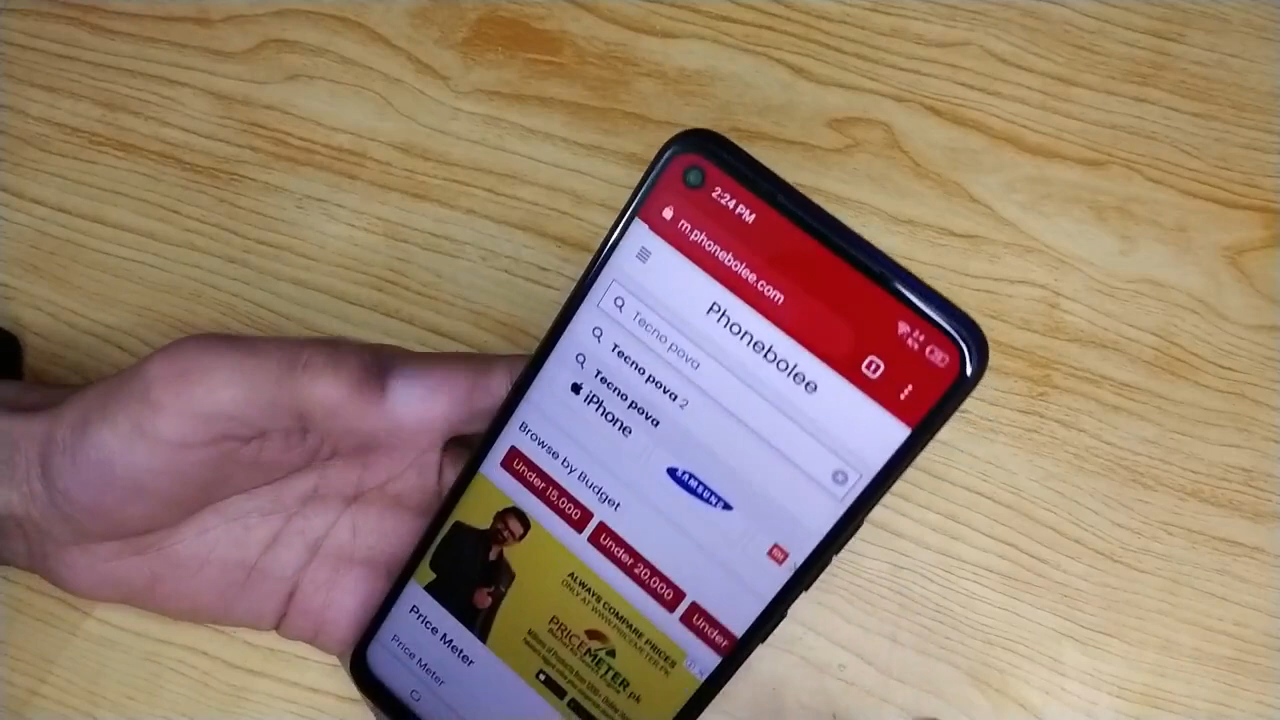 2:24 PM
m.phonebolee.com
Phonebolee
Tecno pova
Tecno pova 2
Tecno pova
iPhone
SAMSUNG
Browse by Budget
Under 15,000
Under 20,000
Under
ALWAYS COMPARE PRICES
ONLY AT WWW.PRICEMETER.PK
PRICEMETER.pk
Price Meter
Price Meter